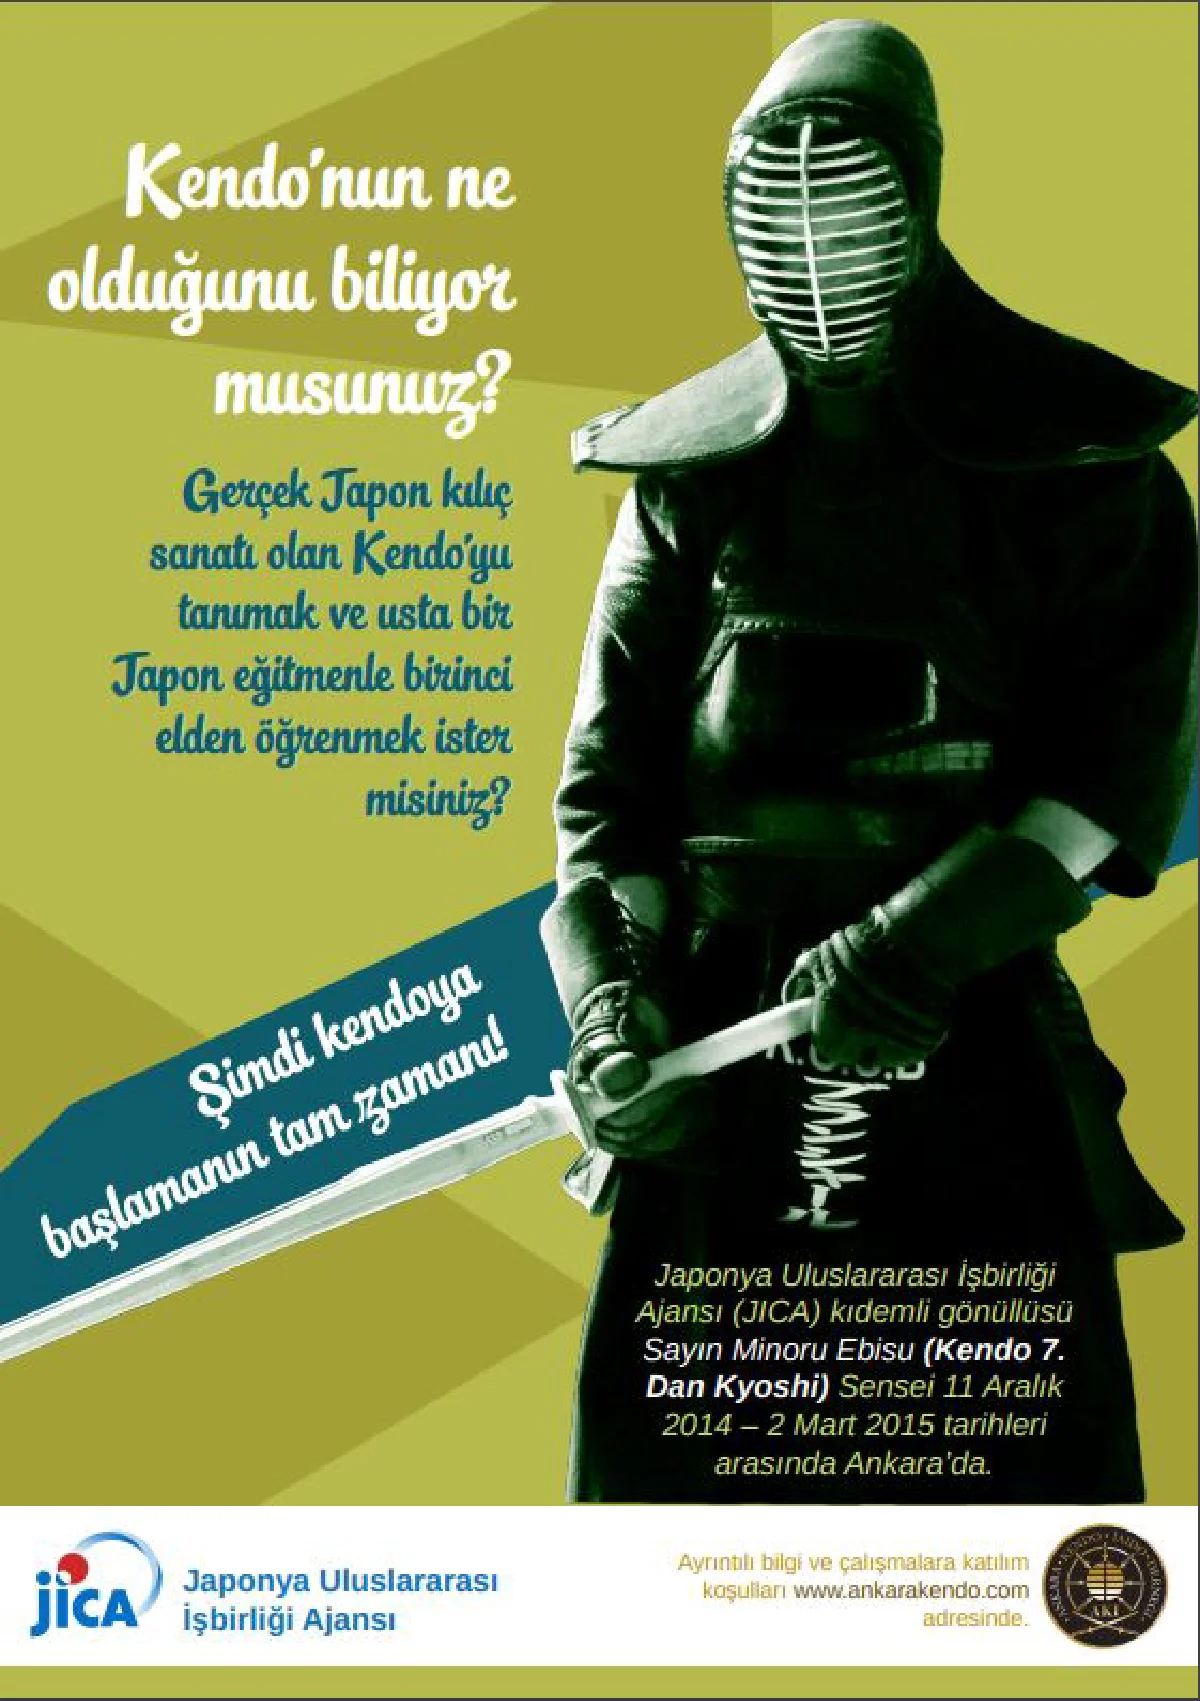 Kendo'nun ne
olduğunu biliyor
musunuz?
Gerçek Japon kılıç
sanatı olan Kendo'yu
tanımak ve usta bir
Japon eğitmenle birinci
elden öğrenmek ister
misiniz?
Şimdi kendoya
başlamanın tam zamanı!
Japonya Uluslararası İşbirliği
Ajansı (JICA) kıdemli gönüllüsü
Sayın Minoru Ebisu (Kendo 7.
Dan Kyoshi) Sensei 11 Aralık
2014 – 2 Mart 2015 tarihleri
arasında Ankara'da.
jICA
Japonya Uluslararası
İşbirliği Ajansı
Ayrıntılı bilgi ve çalışmalara katılım
koşulları www.ankarakendo.com
adresinde.